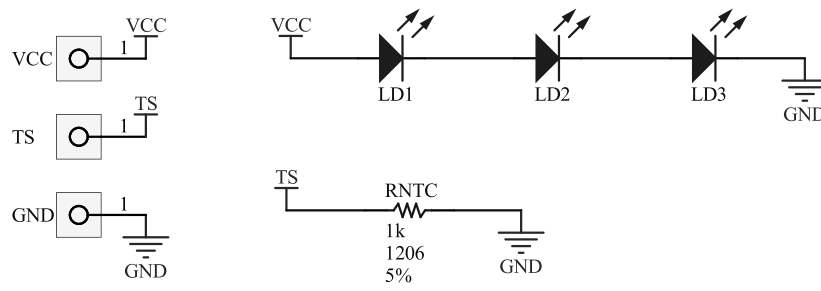 VCC
1
VCC
TS
1
TS
GND
1
GND
VCC
LD1
LD2
LD3
GND
TS
RNTC
1k
1206
5%
GND